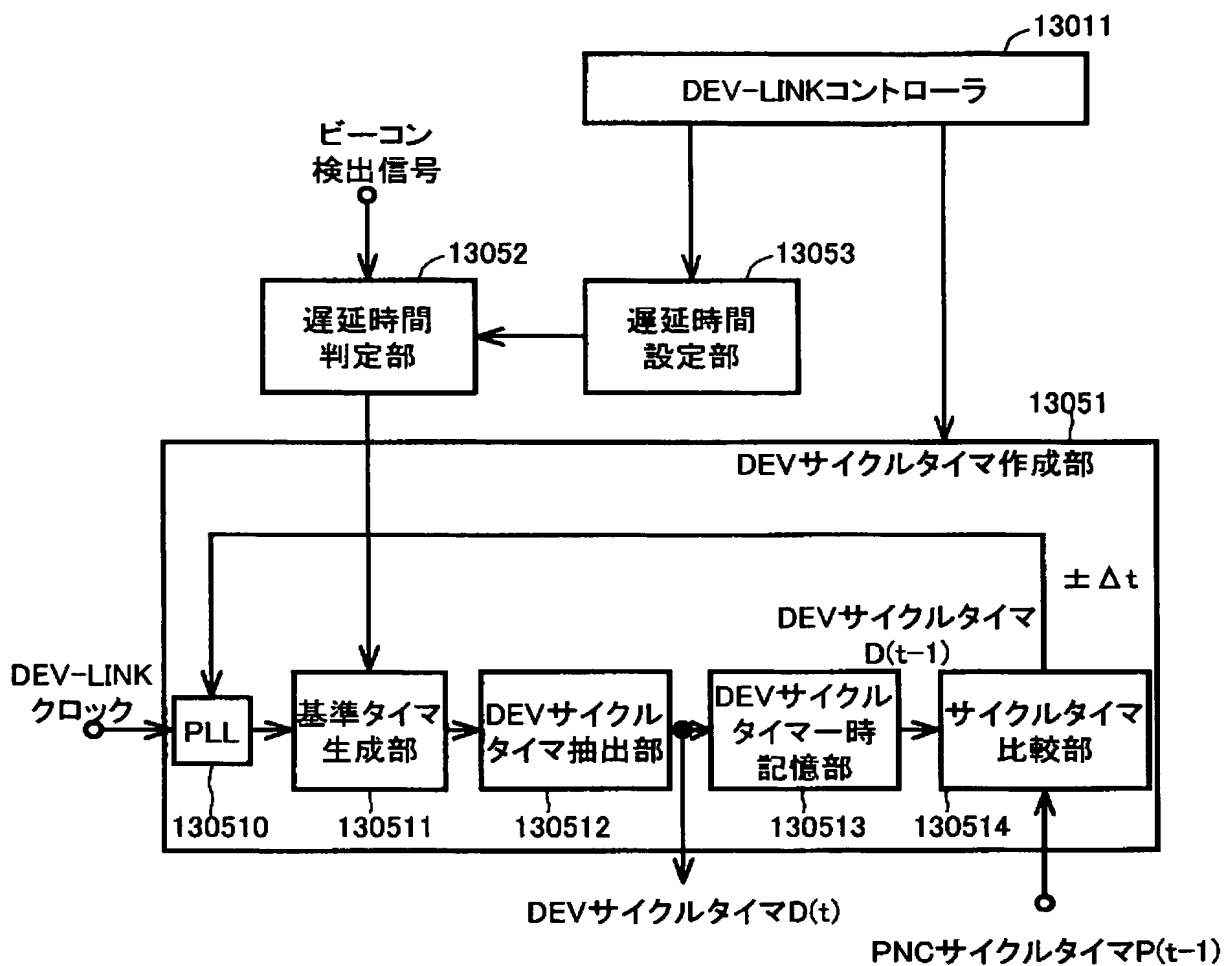 13011
DEV-LINKコントローラ
ビーコン
検出信号
13052
13053
遅延時間
判定部
遅延時間
設定部
13051
DEVサイクルタイマ作成部
±Δt
DEVサイクルタイマ
D(t-1)
DEV-LINK
クロック
PLL
基準タイマ
生成部
DEVサイクル
タイマ抽出部
DEVサイクル
タイマー時
記憶部
サイクルタイマ
比較部
130510
130511
130512
130513
130514
DEVサイクルタイマD(t)
PNCサイクルタイマP(t-1)